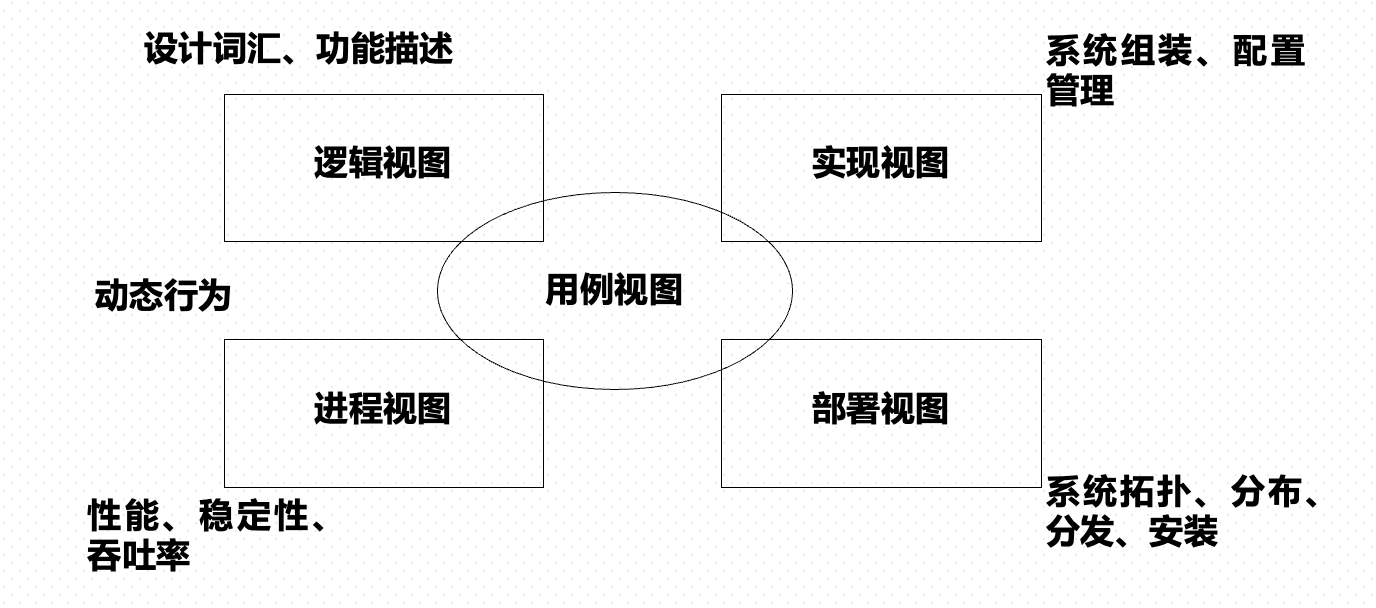 设计词汇、功能描述
系统组装、配置
管理
逻辑视图
实现视图
用例视图
动态行为
进程视图
部署视图
系统拓扑、分布、
分发、安装
性能、稳定性、
吞吐率